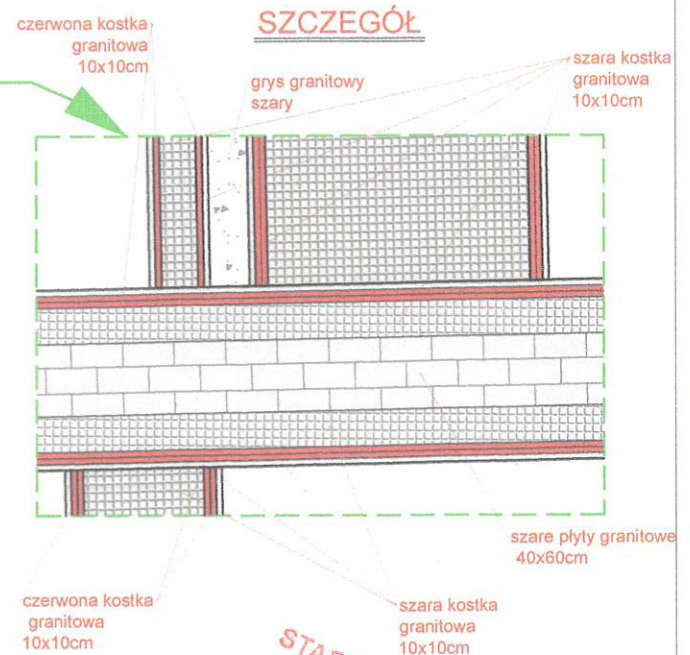 SZCZEGÓŁ
czerwona kostka
granitowa
10x10cm
grys granitowy
szary
szara kostka
granitowa
10x10cm
szare płyty granitowe
40x60cm
czerwona kostka
granitowa
10x10cm
szara kostka
granitowa
10x10cm